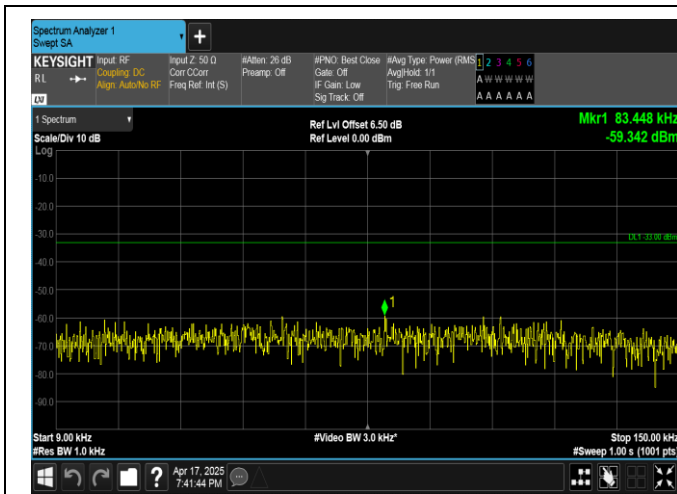 Spectrum Analyzer 1
Swept SA
+
KEYSIGHT Input: RF Input Z: 50 Ω #Atten: 26 dB #PNO: Best Close #Avg Type: Power (RMS 1 2 3 4 5 6
RL Coupling: DC Corr CCorr Preamp: Off Gate: Off Avg|Hold: 1/1 A W W W W W
Align: Auto/No RF Freq Ref: Int (S) IF Gain: Low Trig: Free Run
LXI Sig Track: Off A A A A A A
1 Spectrum Ref Lvl Offset 6.50 dB Mkr1 83.448 kHz
Scale/Div 10 dB Ref Level 0.00 dBm -59.342 dBm
Log
-10.0
-20.0
-30.0
DL1 -33.00 dBm
-40.0
-50.0
1
-60.0
-70.0
-80.0
-90.0
Start 9.00 kHz #Video BW 3.0 kHz* Stop 150.00 kHz
#Res BW 1.0 kHz #Sweep 1.00 s (1001 pts)
? Apr 17, 2025
7:41:44 PM